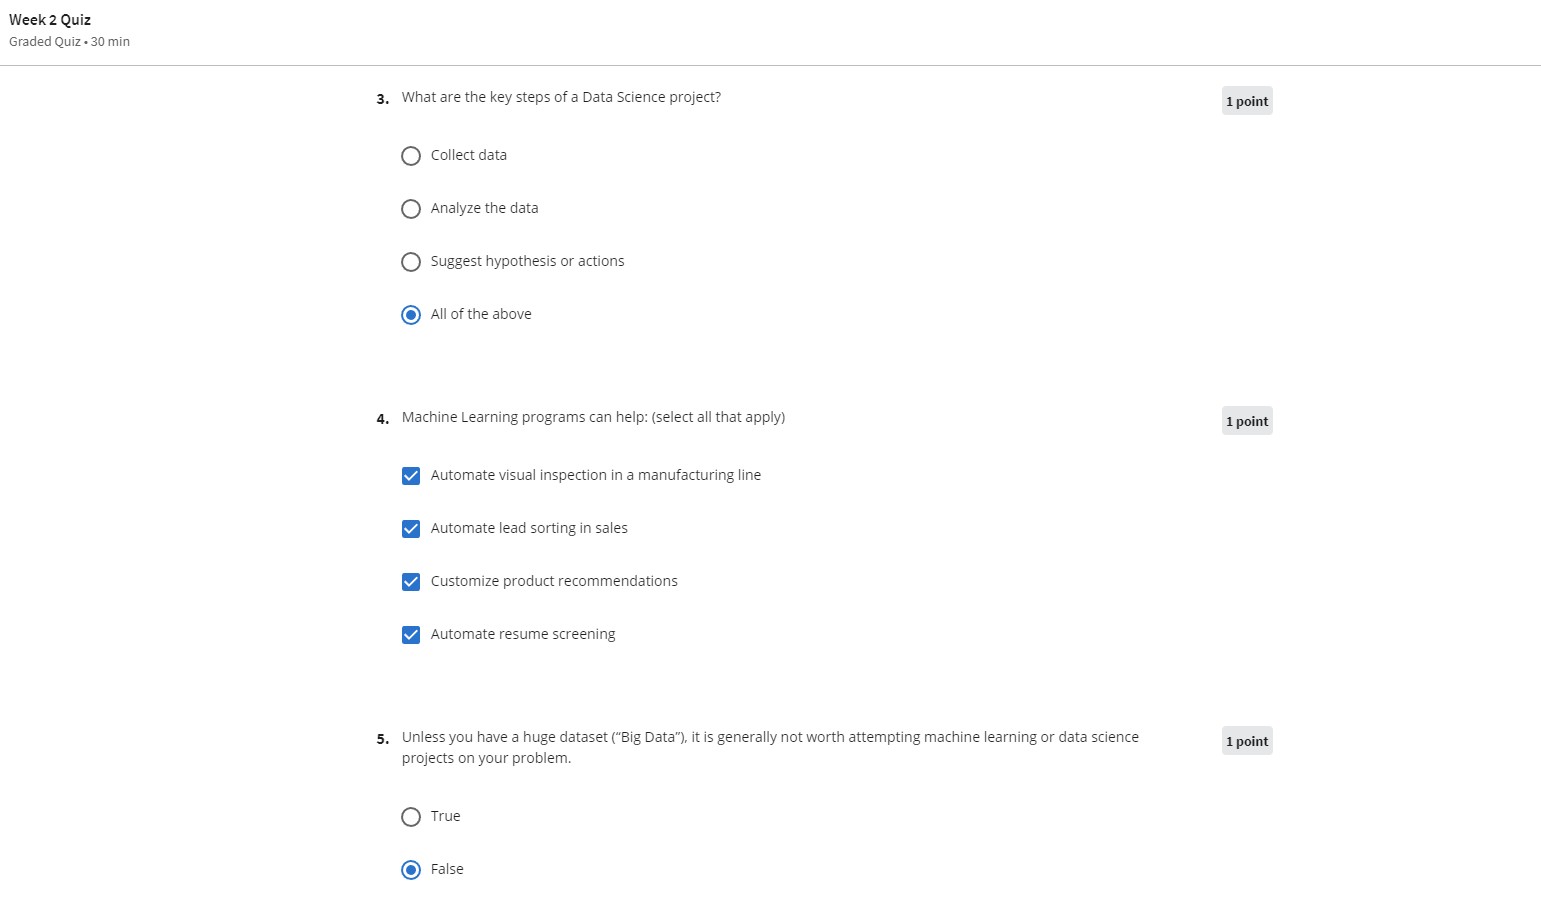 Week 2 Quiz
Graded Quiz • 30 min
3. What are the key steps of a Data Science project?
1 point
Collect data
Analyze the data
Suggest hypothesis or actions
All of the above
4. Machine Learning programs can help: (select all that apply)
1 point
Automate visual inspection in a manufacturing line
Automate lead sorting in sales
Customize product recommendations
Automate resume screening
5. Unless you have a huge dataset (“Big Data”), it is generally not worth attempting machine learning or data science
1 point
projects on your problem.
True
False